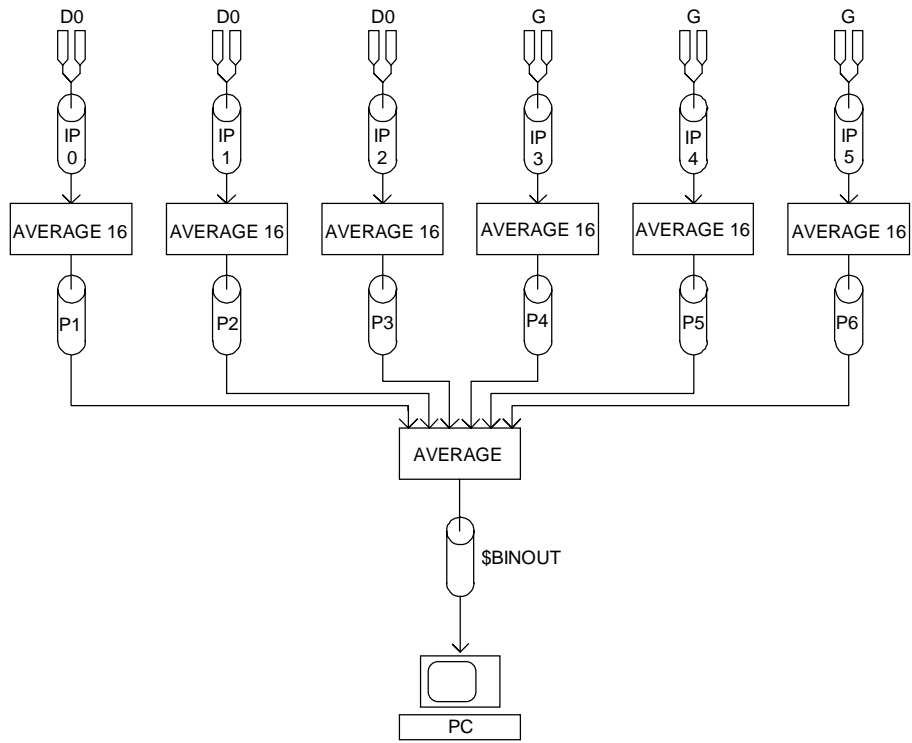 D0 D0 D0 G G G
IP IP IP IP IP IP
0 1 2 3 4 5
AVERAGE 16 AVERAGE 16 AVERAGE 16 AVERAGE 16 AVERAGE 16 AVERAGE 16
P1 P2 P3 P4 P5 P6
AVERAGE
$BINOUT
PC